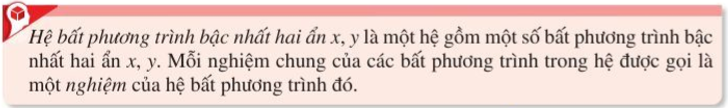 Hệ bất phương trình bậc nhất hai ẩn x, y là một hệ gồm một số bất phương trình bậc
nhất hai ẩn x, y. Mỗi nghiệm chung của các bất phương trình trong hệ được gọi là
một nghiệm của hệ bất phương trình đó.